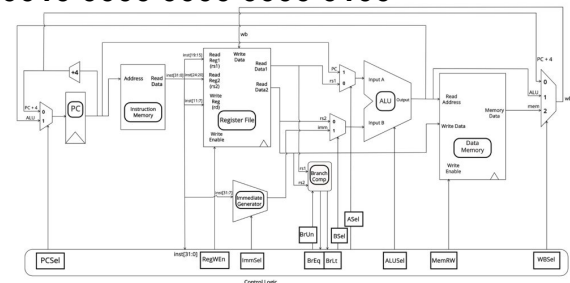 wb
PC + 4
+4
PC + 4
ALU
0
1
PC
Address
Read
Data
Instruction
Memory
inst[31:0]
inst[19:15]
inst[24:20]
inst[11:7]
Read
Reg1
(rs1)
Read
Reg2
(rs2)
Write
Reg
(rd)
Write
Enable
Write
Data
Read
Data1
Read
Data2
Register File
PC
rs1
1
0
rs2
imm
0
1
Input A
Input B
ALU
Output
Read
Address
Write Data
Write
Enable
Memory
Data
Data
Memory
ALU
mem
0
1
2
wb
inst[31:7]
Immediate
Generator
rs1
rs2
Branch
Comp
PCSel
inst[31:0]
RegWEn
ImmSel
BrUn
BrEq
BrLt
BSel
ASel
ALUSel
MemRW
WBSel